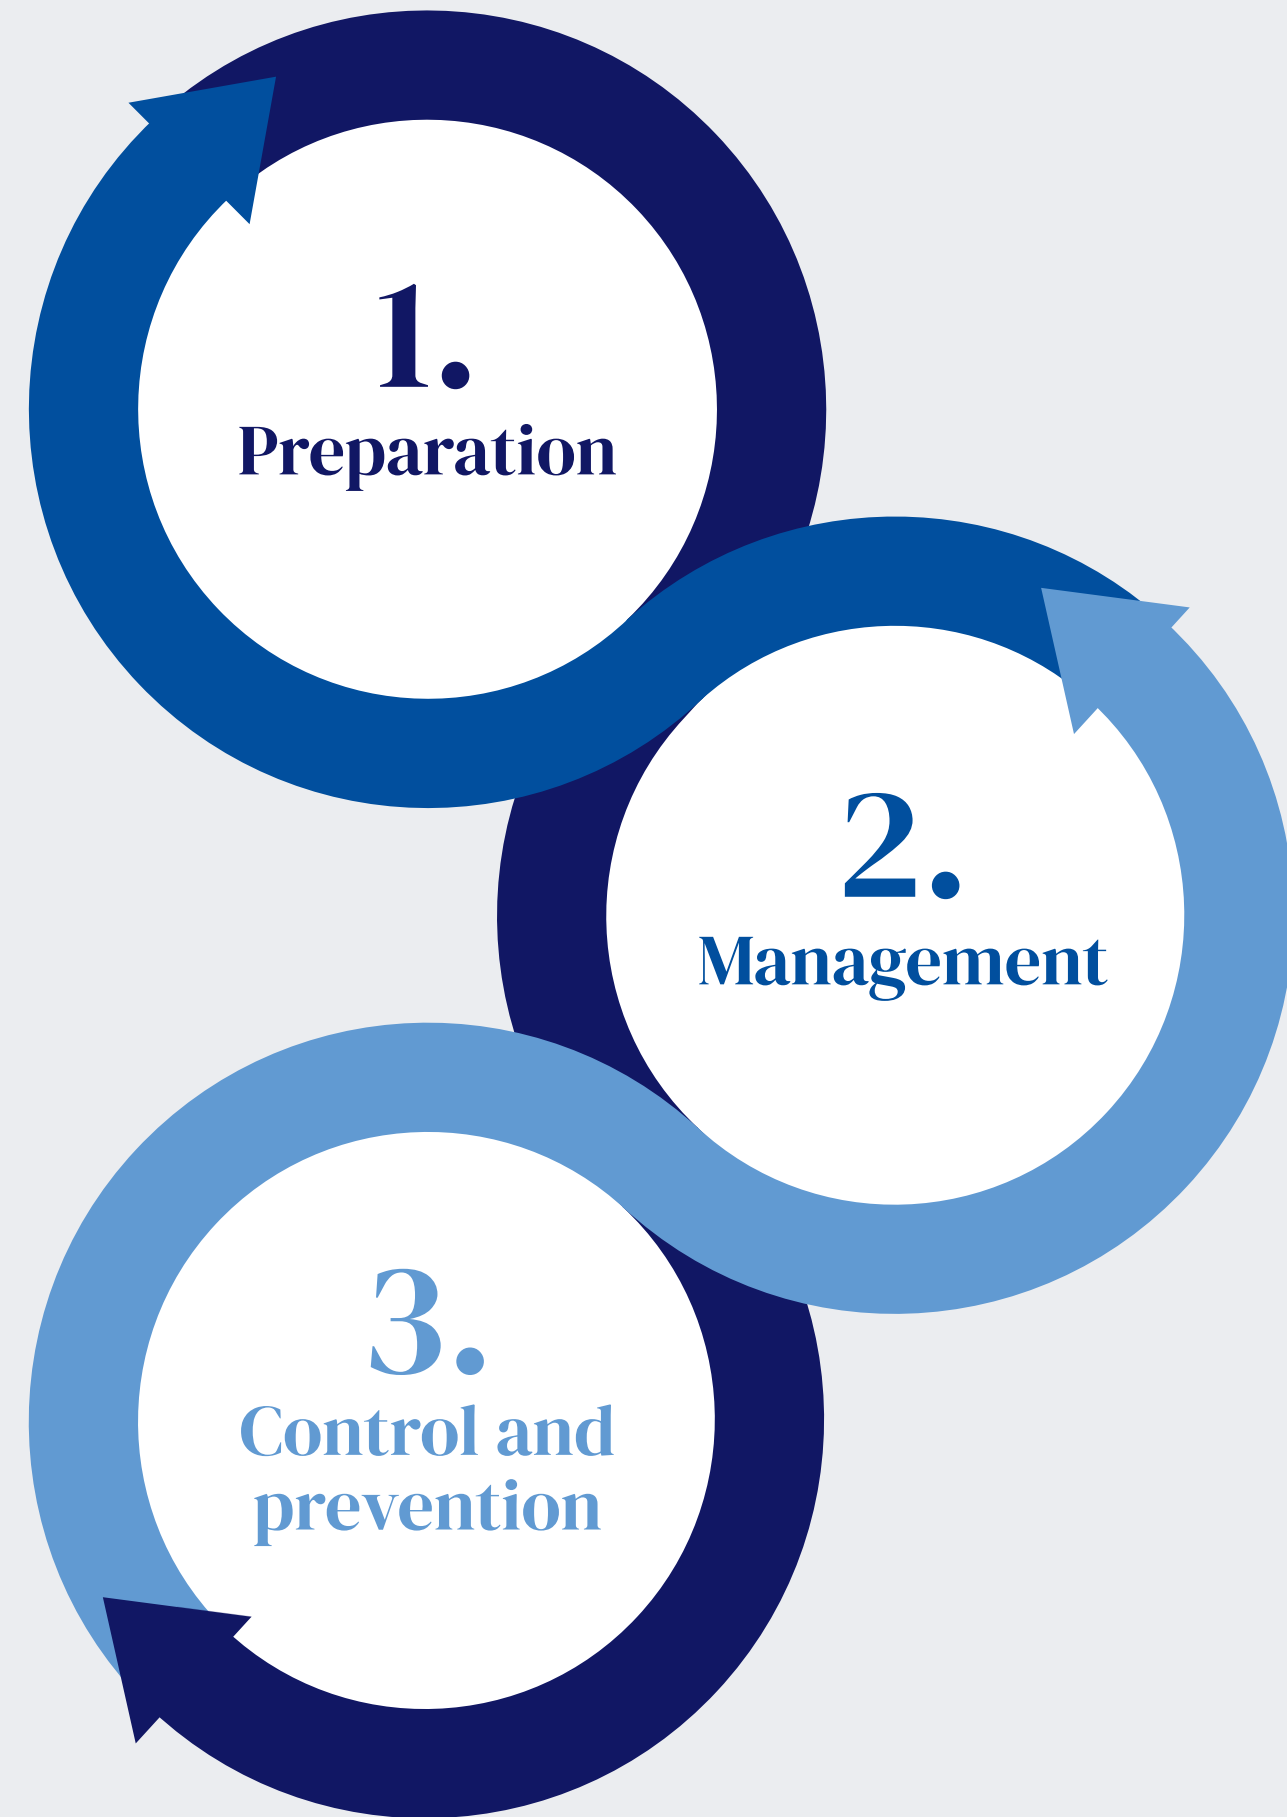 1.
Preparation
2.
Management
3.
Control and
prevention